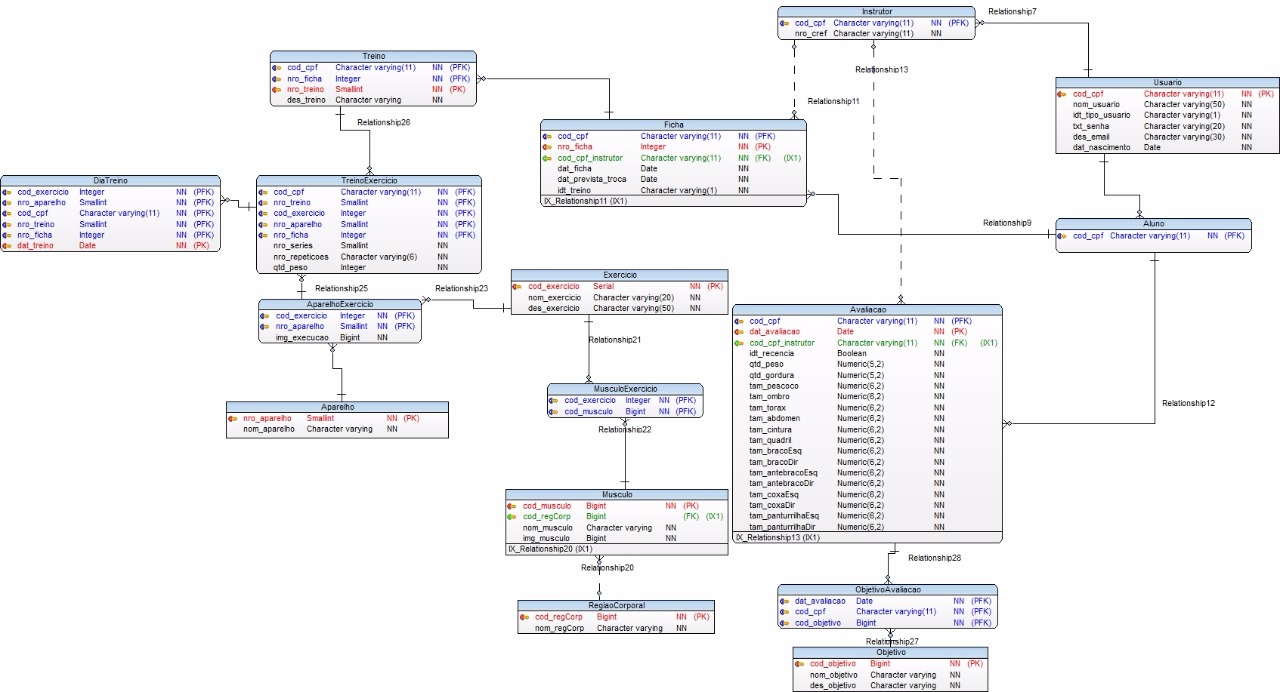 Instrutor
cod_cpf Character varying(11) NN (PFK)
nro_cref Character varying(11) NN
Relationship7
Relationship13
Relationship11
Usuario
cod_cpf Character varying(11) NN (PK)
nom_usuario Character varying(50) NN
idt_tipo_usuario Character varying(1) NN
txt_senha Character varying(20) NN
des_email Character varying(30) NN
dat_nascimento Date NN
Treino
cod_cpf Character varying(11) NN (PFK)
nro_ficha Integer NN (PFK)
nro_treino Smallint NN (PK)
des_treino Character varying NN
Relationship26
Ficha
cod_cpf Character varying(11) NN (PFK)
nro_ficha Integer NN (PK)
cod_cpf_instrutor Character varying(11) NN (FK) (IX1)
dat_ficha Date NN
dat_prevista_troca Date NN
idt_treino Character varying(1) NN
IX_Relationship11 (IX1)
DiaTreino
cod_exercicio Integer NN (PFK)
nro_aparelho Smallint NN (PFK)
cod_cpf Character varying(11) NN (PFK)
nro_treino Smallint NN (PFK)
nro_ficha Integer NN (PFK)
dat_treino Date NN (PK)
TreinoExercicio
cod_cpf Character varying(11) NN (PFK)
nro_treino Smallint NN (PFK)
cod_exercicio Integer NN (PFK)
nro_aparelho Smallint NN (PFK)
nro_ficha Integer NN (PFK)
nro_series Smallint NN
nro_repeticoes Character varying(6) NN
qtd_peso Integer NN
Relationship9
Aluno
cod_cpf Character varying(11) NN (PFK)
Relationship25
Relationship23
AparelhoExercicio
cod_exercicio Integer NN (PFK)
nro_aparelho Smallint NN (PFK)
img_execucao Bigint NN
Exercicio
cod_exercicio Serial NN (PK)
nom_exercicio Character varying(20) NN
des_exercicio Character varying(50) NN
Relationship21
Avaliacao
cod_cpf Character varying(11) NN (PFK)
dat_avaliacao Date NN (PK)
cod_cpf_instrutor Character varying(11) NN (FK) (IX1)
idt_recencia Boolean NN
qtd_peso Numeric(5,2) NN
qtd_gordura Numeric(5,2) NN
tam_pescoco Numeric(6,2) NN
tam_ombro Numeric(6,2) NN
tam_torax Numeric(6,2) NN
tam_abdomen Numeric(6,2) NN
tam_cintura Numeric(6,2) NN
tam_quadril Numeric(6,2) NN
tam_bracoEsq Numeric(6,2) NN
tam_bracoDir Numeric(6,2) NN
tam_antebracoEsq Numeric(6,2) NN
tam_antebracoDir Numeric(6,2) NN
tam_coxaEsq Numeric(6,2) NN
tam_coxaDir Numeric(6,2) NN
tam_panturrilhaEsq Numeric(6,2) NN
tam_panturrilhaDir Numeric(6,2) NN
IX_Relationship13 (IX1)
Relationship12
Aparelho
nro_aparelho Smallint NN (PK)
nom_aparelho Character varying NN
MusculoExercicio
cod_exercicio Integer NN (PFK)
cod_musculo Bigint NN (PFK)
Relationship22
Musculo
cod_musculo Bigint NN (PK)
cod_regCorp Bigint (FK) (IX1)
nom_musculo Character varying NN
img_musculo Bigint NN
IX_Relationship20 (IX1)
Relationship20
RegiaoCorporal
cod_regCorp Bigint NN (PK)
nom_regCorp Character varying NN
Relationship28
ObjetivoAvaliacao
dat_avaliacao Date NN (PFK)
cod_cpf Character varying(11) NN (PFK)
cod_objetivo Bigint NN (PFK)
Relationship27
Objetivo
cod_objetivo Bigint NN (PK)
nom_objetivo Character varying NN
des_objetivo Character varying NN